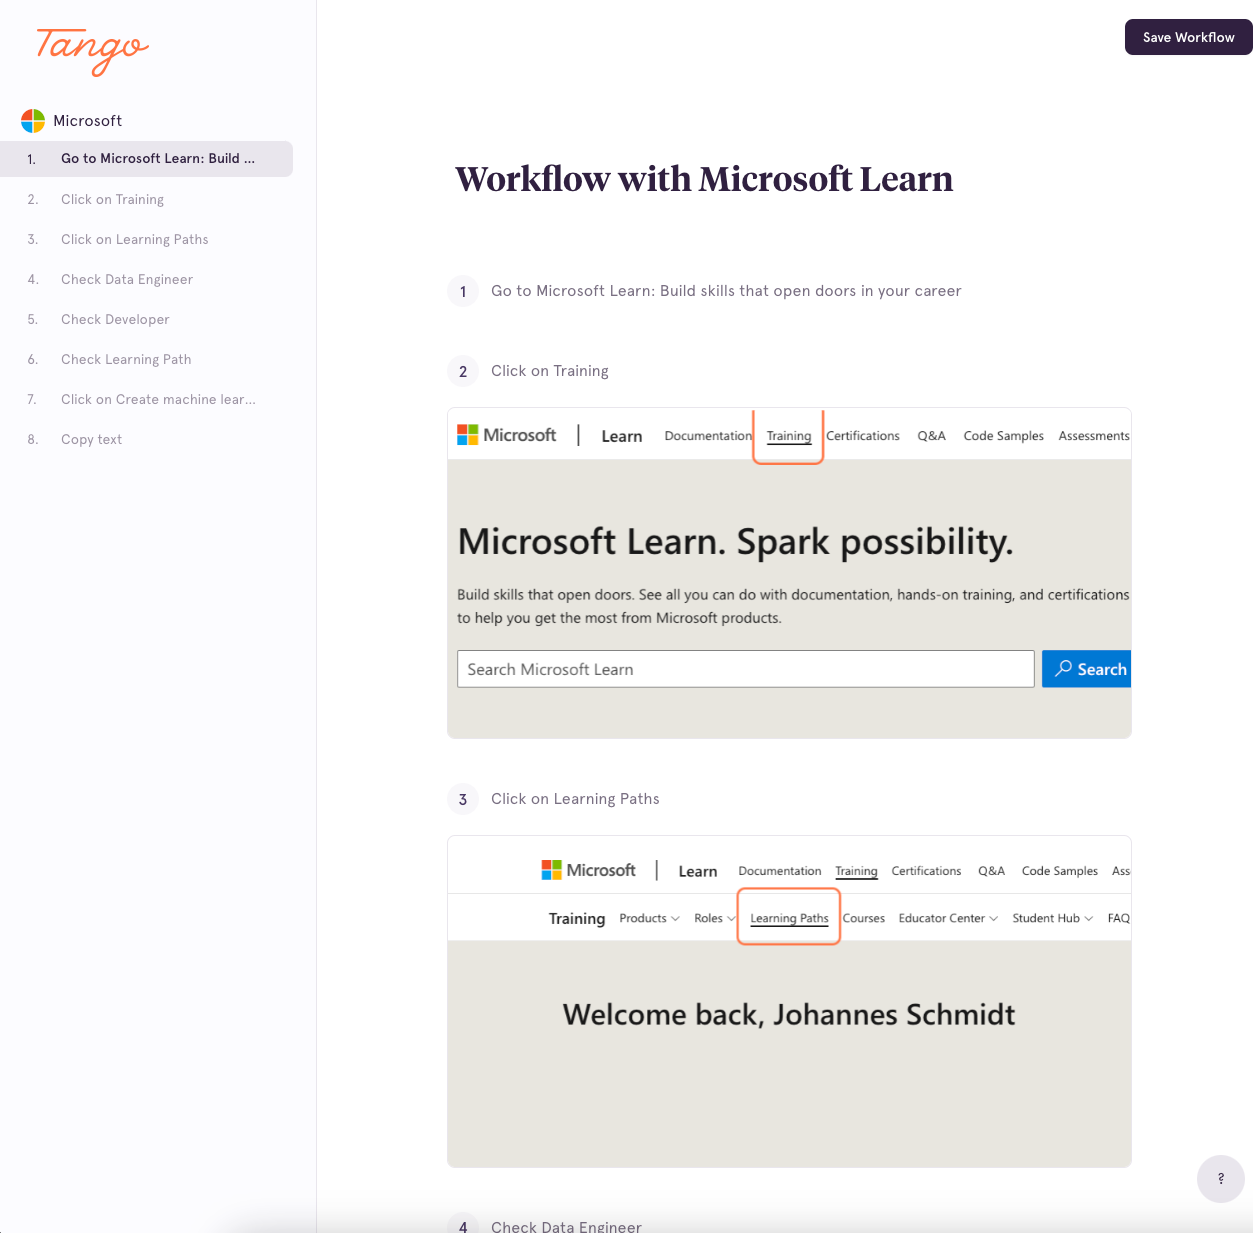 Tango
Save Workflow
Microsoft
1. Go to Microsoft Learn: Build ...
2. Click on Training
3. Click on Learning Paths
4. Check Data Engineer
5. Check Developer
6. Check Learning Path
7. Click on Create machine lear...
8. Copy text
Workflow with Microsoft Learn
1 Go to Microsoft Learn: Build skills that open doors in your career
2 Click on Training
Microsoft | Learn Documentation Training Certifications Q&A Code Samples Assessments
Microsoft Learn. Spark possibility.
Build skills that open doors. See all you can do with documentation, hands-on training, and certifications
to help you get the most from Microsoft products.
Search Microsoft Learn Search
3 Click on Learning Paths
Microsoft | Learn Documentation Training Certifications Q&A Code Samples Ass
Training Products Roles Learning Paths Courses Educator Center Student Hub FAQ
Welcome back, Johannes Schmidt
?
4 Check Data Engineer